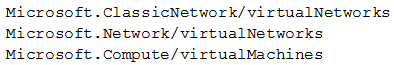 Microsoft.ClassicNetwork/virtualNetworks
Microsoft.Network/virtualNetworks
Microsoft.Compute/virtualMachines